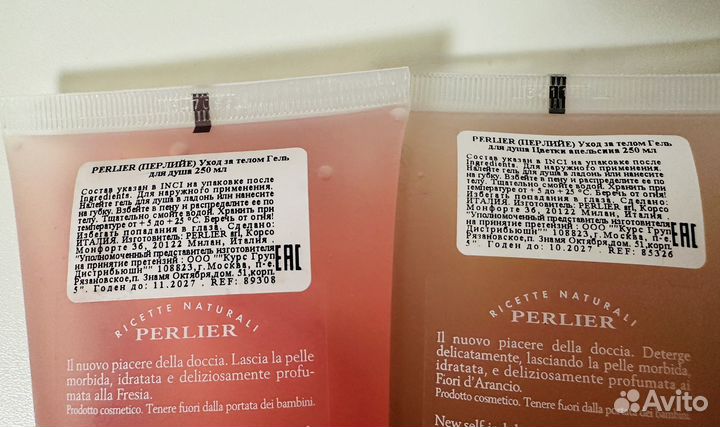 PERLIER (ПЕРЛИЙЕ) Уход за телом Гель
для душа 250 мл
Состав указан в INCI на упаковке после
Ingredients. Для наружного применения.
Налейте гель для душа в ладонь или нанесите
на губку. Взбейте в пену и распределите ее по
телу. Тщательно смойте водой. Хранить при
температуре от + 5 до + 25 °C. Беречь от огня!
Избегать попадания в глаза. Сделано:
ИТАЛИЯ. Изготовитель: PERLIER srl, Корсо
Монфорте 36, 20122 Милан, Италия
"Уполномоченный представитель изготовителя
на принятие претензий : ООО ""Курс Груп
Дистрибьюшн"" 108823,г.Москва, п-е.
Рязановское,п. Знамя Октября,дом.51,корп.
5". Годен до: 11.2027 . REF: 89308
EAC
RICETTE NATURALI
PERLIER
Il nuovo piacere della doccia. Lascia la pelle
morbida, idratata e deliziosamente profu-
mata alla Fresia.
Prodotto cosmetico. Tenere fuori dalla portata dei bambini.
PERLIER (ПЕРЛИЙЕ) Уход за телом Гель
для душа Цветки апельсина 250 мл
Состав указан в INCI на упаковке после
Ingredients. Для наружного применения.
Налейте гель для душа в ладонь или нанесите
на губку. Взбейте в пену и распределите ее по
телу. Тщательно смойте водой. Хранить при
температуре от + 5 до + 25 °C. Беречь от огня!
Избегать попадания в глаза. Сделано:
ИТАЛИЯ. Изготовитель: PERLIER srl, Корсо
Монфорте 36, 20122 Милан, Италия
"Уполномоченный представитель изготовителя
на принятие претензий : ООО ""Курс Груп
Дистрибьюшн"" 108823,г.Москва, п-е.
Рязановское,п. Знамя Октября,дом.51,корп.
5". Годен до: 10.2027 . REF: 85326
EAC
RICETTE NATURALI
PERLIER
Il nuovo piacere della doccia. Deterge
delicatamente, lasciando la pelle morbida,
idratata, e deliziosamente profumata ai
Fiori d'Arancio.
Prodotto cosmetico. Tenere fuori dalla portata dei bambini.
Avito